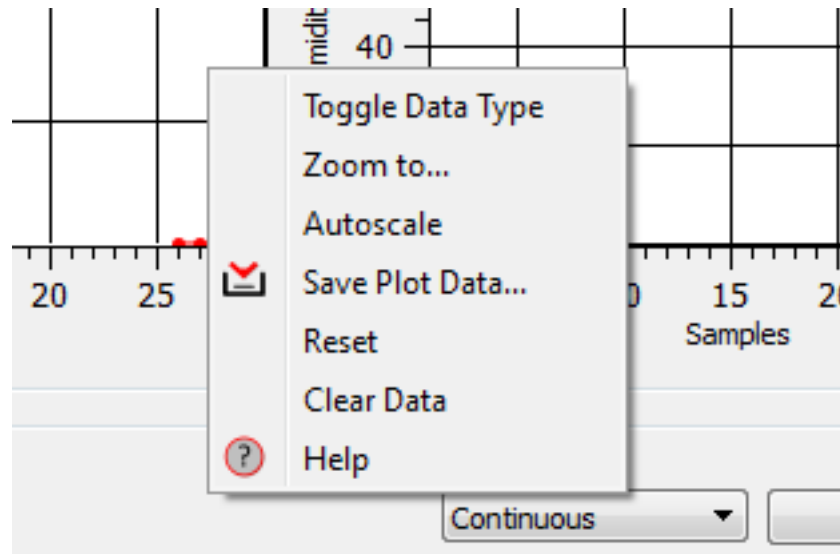 40
Toggle Data Type
Zoom to...
Autoscale
Save Plot Data...
Reset
Clear Data
? Help
20 25 15
Samples
Continuous